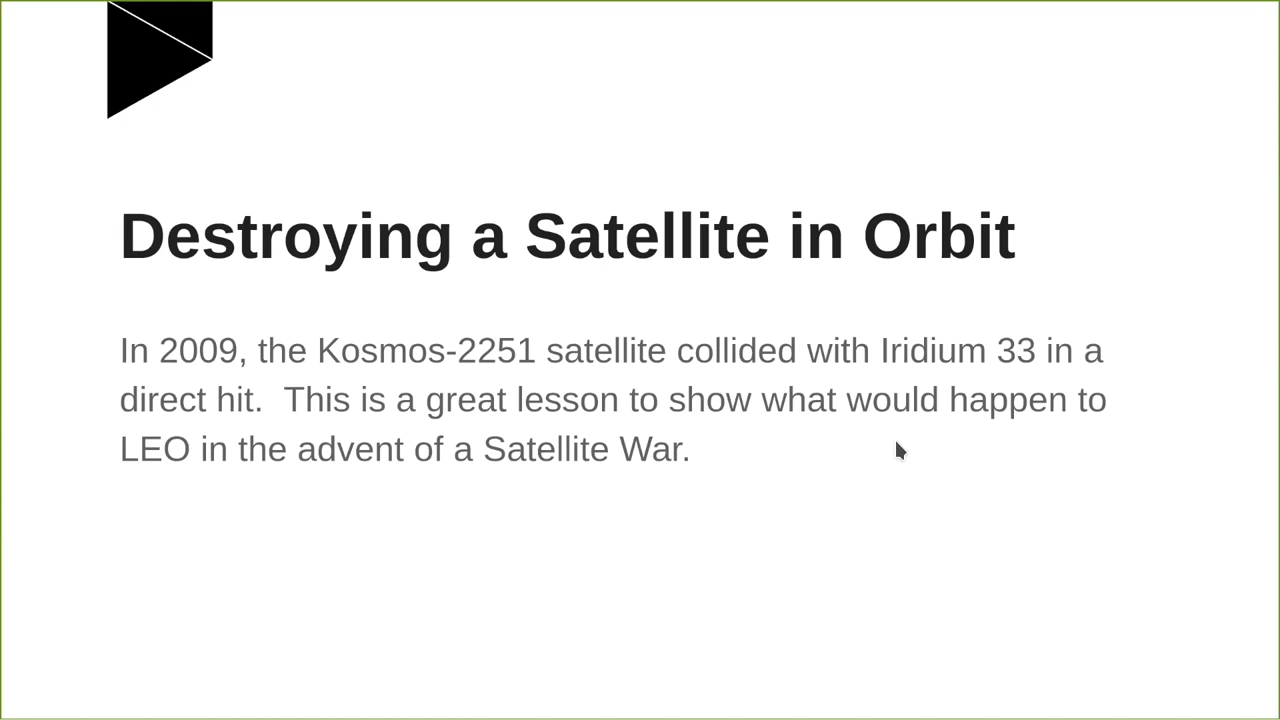 Destroying a Satellite in Orbit
In 2009, the Kosmos-2251 satellite collided with Iridium 33 in a
direct hit.  This is a great lesson to show what would happen to
LEO in the advent of a Satellite War.